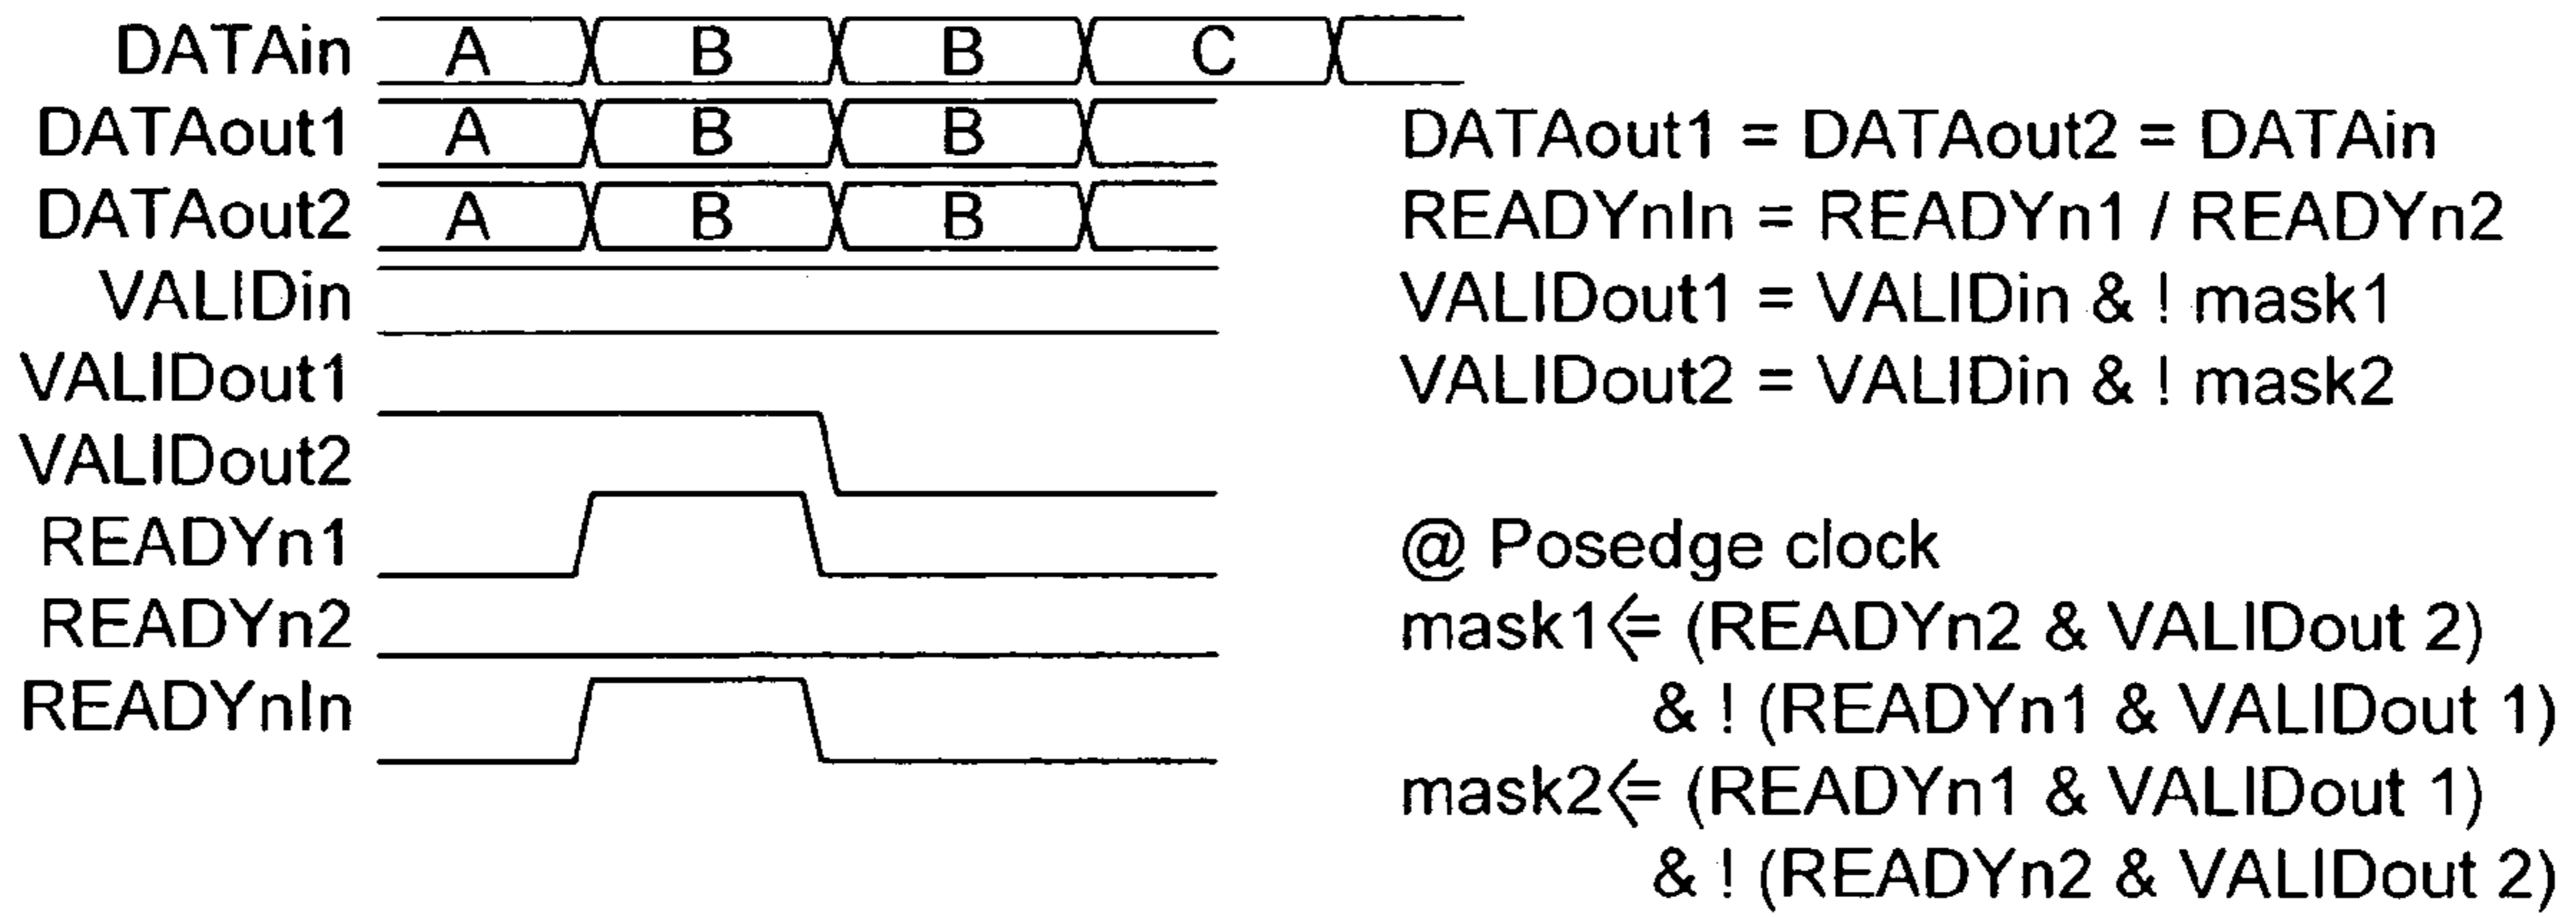 DATAin A B B C
DATAout1 A B B
DATAout2 A B B
VALIDin
VALIDout1
VALIDout2
READYn1
READYn2
READYnIn
DATAout1 = DATAout2 = DATAin
READYnIn = READYn1 / READYn2
VALIDout1 = VALIDin & ! mask1
VALIDout2 = VALIDin & ! mask2
@ Posedge clock
mask1<= (READYn2 & VALIDout 2)
& ! (READYn1 & VALIDout 1)
mask2<= (READYn1 & VALIDout 1)
& ! (READYn2 & VALIDout 2)